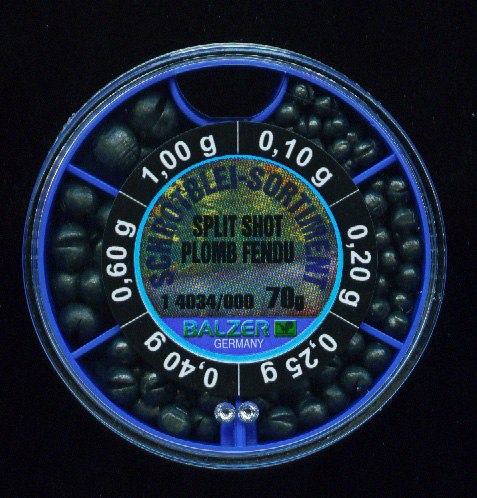 1,00 g
0,10 g
0,20 g
0,25 g
0,40 g
0,60 g
SCHROTBLEI-SORTIMENT
SPLIT SHOT
PLOMB FENDU
1 4034/000 70g
BALZER
GERMANY